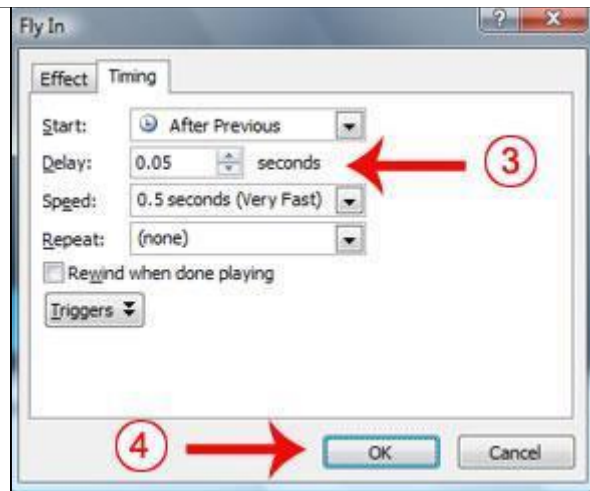 Fly In
Effect Timing
Start: After Previous
Delay: 0.05 seconds
3
Speed: 0.5 seconds (Very Fast)
Repeat: (none)
Rewind when done playing
Triggers
4
OK Cancel